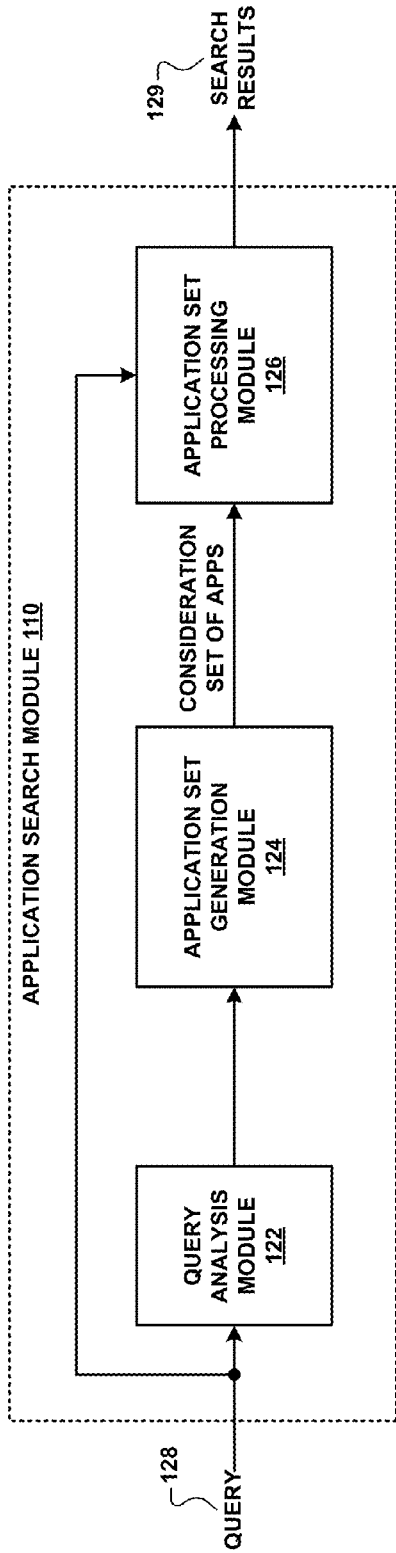 APPLICATION SEARCH MODULE 110
128
QUERY
QUERY
ANALYSIS
MODULE
122
APPLICATION SET
GENERATION
MODULE
124
CONSIDERATION
SET OF APPS
APPLICATION SET
PROCESSING
MODULE
126
129
SEARCH
RESULTS